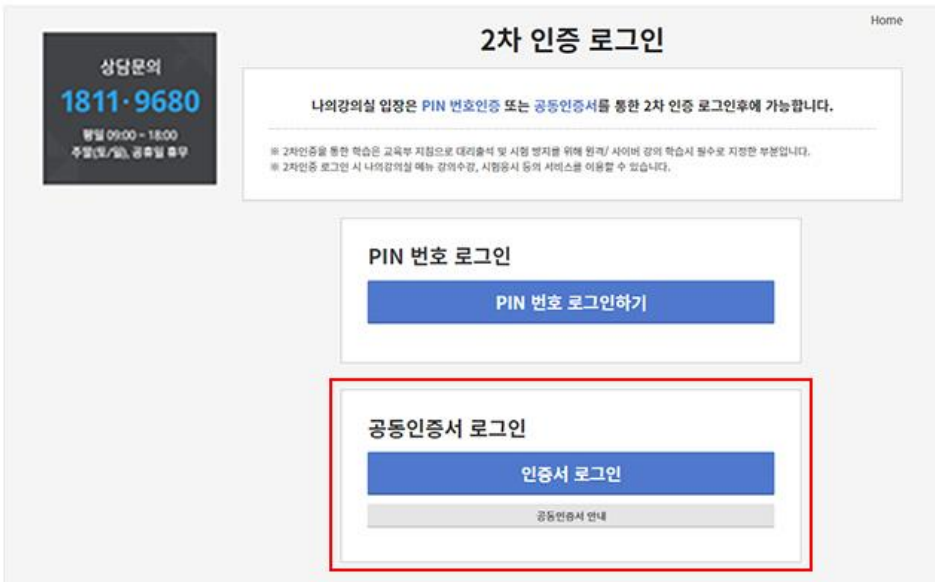 Home
2차 인증 로그인
상담문의
1811·9680
평일 09:00 ~ 18:00
주말(토/일), 공휴일 휴무
나의강의실 입장은 PIN 번호인증 또는 공동인증서를 통한 2차 인증 로그인후에 가능합니다.
※ 2차인증을 통한 학습은 교육부 지침으로 대리출석 및 시험 방지를 위해 원격/ 사이버 강의 학습시 필수로 지정한 부분입니다.
※ 2차인증 로그인 시 나의강의실 메뉴 강의수강, 시험응시 등의 서비스를 이용할 수 있습니다.
PIN 번호 로그인
PIN 번호 로그인하기
공동인증서 로그인
인증서 로그인
공동인증서 안내